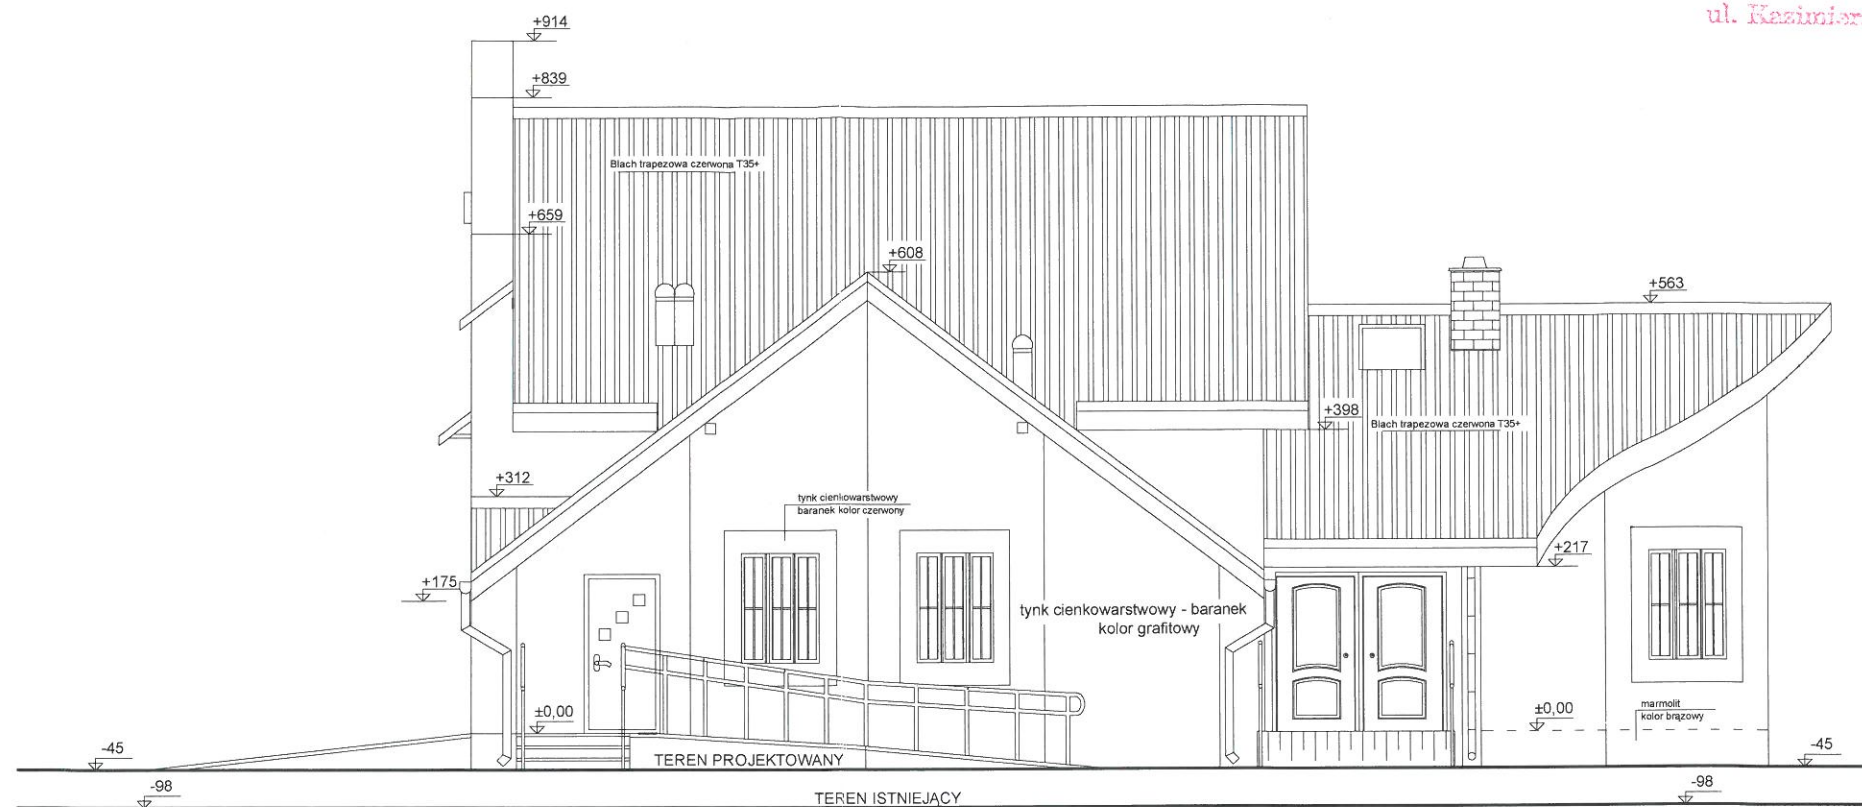 ul. Kazimier
+914
+839
Blach trapezowa czerwona T35+
+659
+608
+563
+398
Blach trapezowa czerwona T35+
+312
tynk cienkowarstwowy
baranek kolor czerwony
+217
+175
tynk cienkowarstwowy - baranek
kolor grafitowy
±0,00
±0,00
marmolit
kolor brązowy
-45
TEREN PROJEKTOWANY
-45
-98
TEREN ISTNIEJĄCY
-98